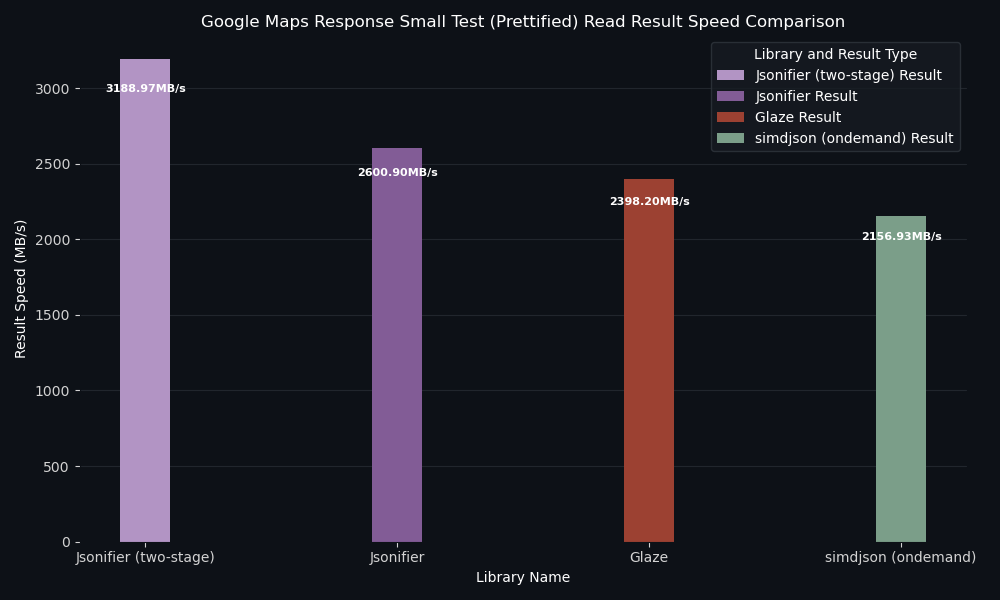 Google Maps Response Small Test (Prettified) Read Result Speed Comparison
Library and Result Type
Jsonifier (two-stage) Result
Jsonifier Result
Glaze Result
simdjson (ondemand) Result
3188.97MB/s
2600.90MB/s
2398.20MB/s
2156.93MB/s
Result Speed (MB/s)
3000
2500
2000
1500
1000
500
0
Jsonifier (two-stage)
Jsonifier
Glaze
simdjson (ondemand)
Library Name